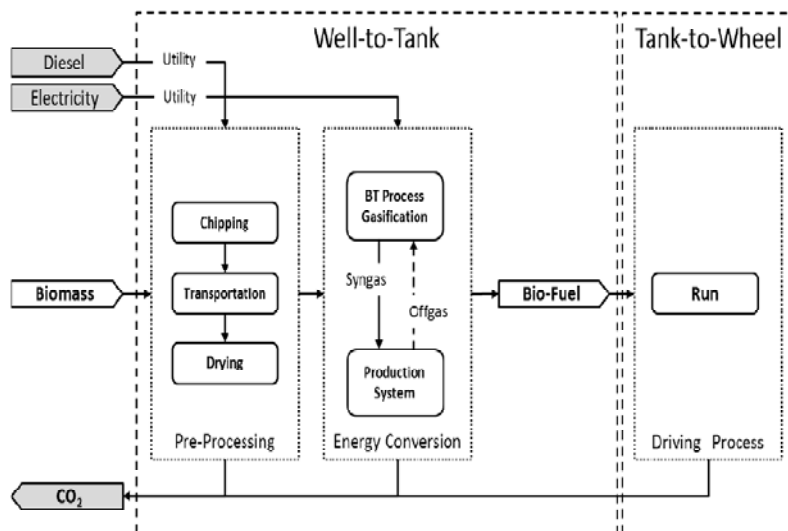 Well-to-Tank
Tank-to-Wheel
Diesel
Utility
Electricity
Utility
Chipping
Transportation
Drying
Pre-Processing
BT Process
Gasification
Syngas
Offgas
Production
System
Energy Conversion
Biomass
Bio-Fuel
Run
Driving Process
CO₂